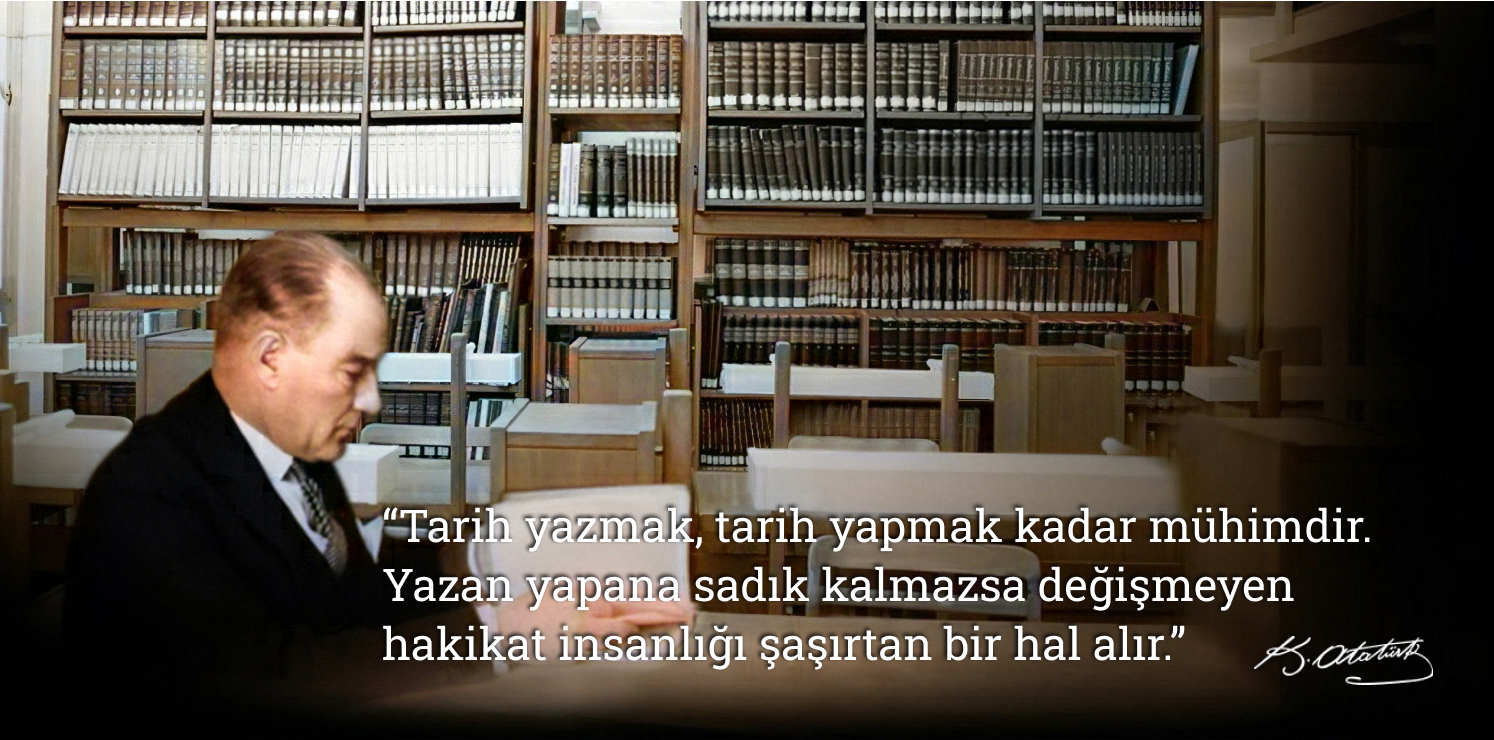 “Tarih yazmak, tarih yapmak kadar mühimdir.
Yazan yapana sadık kalmazsa değişmeyen
hakikat insanlığı şaşırtan bir hal alır.”
K. Atatürk